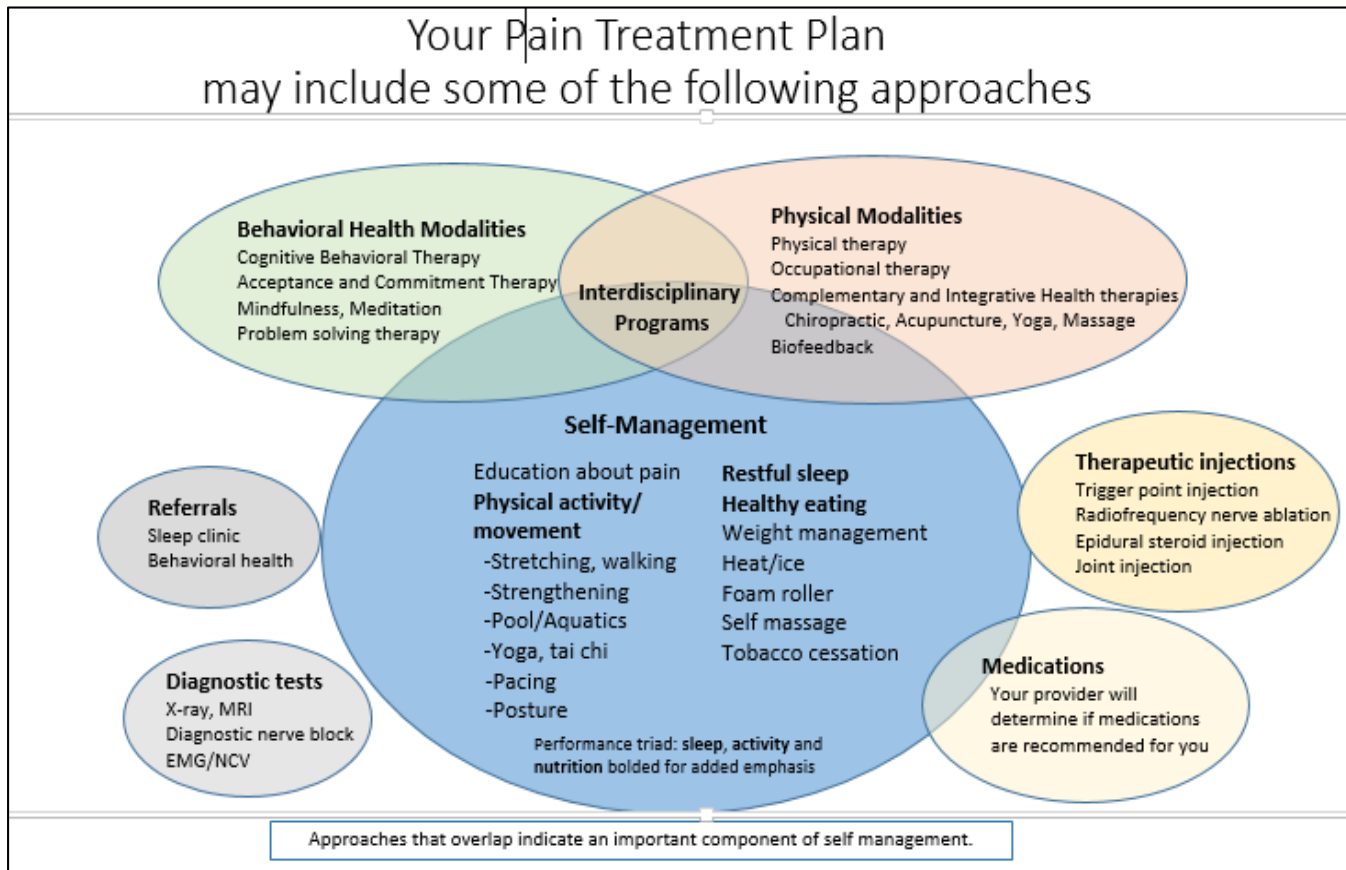 Your Pain Treatment Plan
may include some of the following approaches
Behavioral Health Modalities
Cognitive Behavioral Therapy
Acceptance and Commitment Therapy
Mindfulness, Meditation
Problem solving therapy
Interdisciplinary
Programs
Physical Modalities
Physical therapy
Occupational therapy
Complementary and Integrative Health therapies
Chiropractic, Acupuncture, Yoga, Massage
Biofeedback
Self-Management
Education about pain
Physical activity/
movement
-Stretching, walking
-Strengthening
-Pool/Aquatics
-Yoga, tai chi
-Pacing
-Posture
Restful sleep
Healthy eating
Weight management
Heat/ice
Foam roller
Self massage
Tobacco cessation
Performance triad: sleep, activity and
nutrition bolded for added emphasis
Referrals
Sleep clinic
Behavioral health
Diagnostic tests
X-ray, MRI
Diagnostic nerve block
EMG/NCV
Therapeutic injections
Trigger point injection
Radiofrequency nerve ablation
Epidural steroid injection
Joint injection
Medications
Your provider will
determine if medications
are recommended for you
Approaches that overlap indicate an important component of self management.